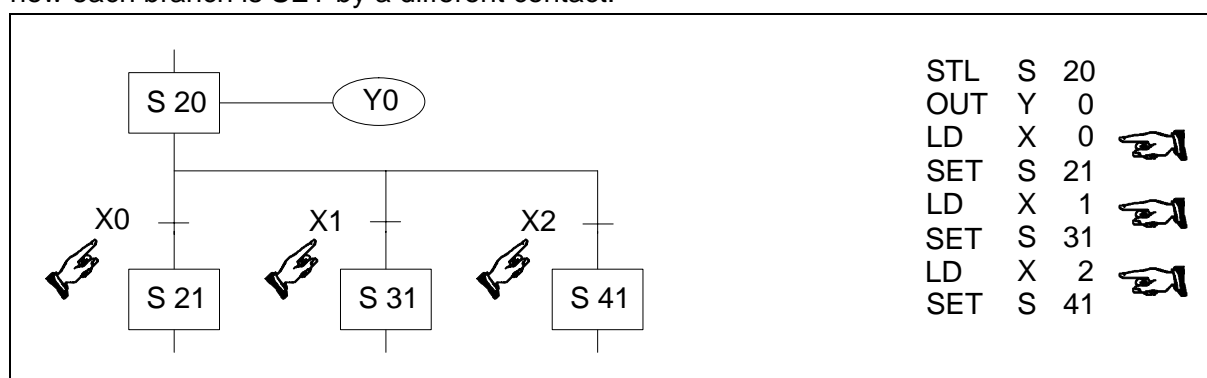 how each branch is SET by a different contact.
S 20
Y0
X0
X1
X2
S 21
S 31
S 41
STL S 20
OUT Y 0
LD X 0
SET S 21
LD X 1
SET S 31
LD X 2
SET S 41